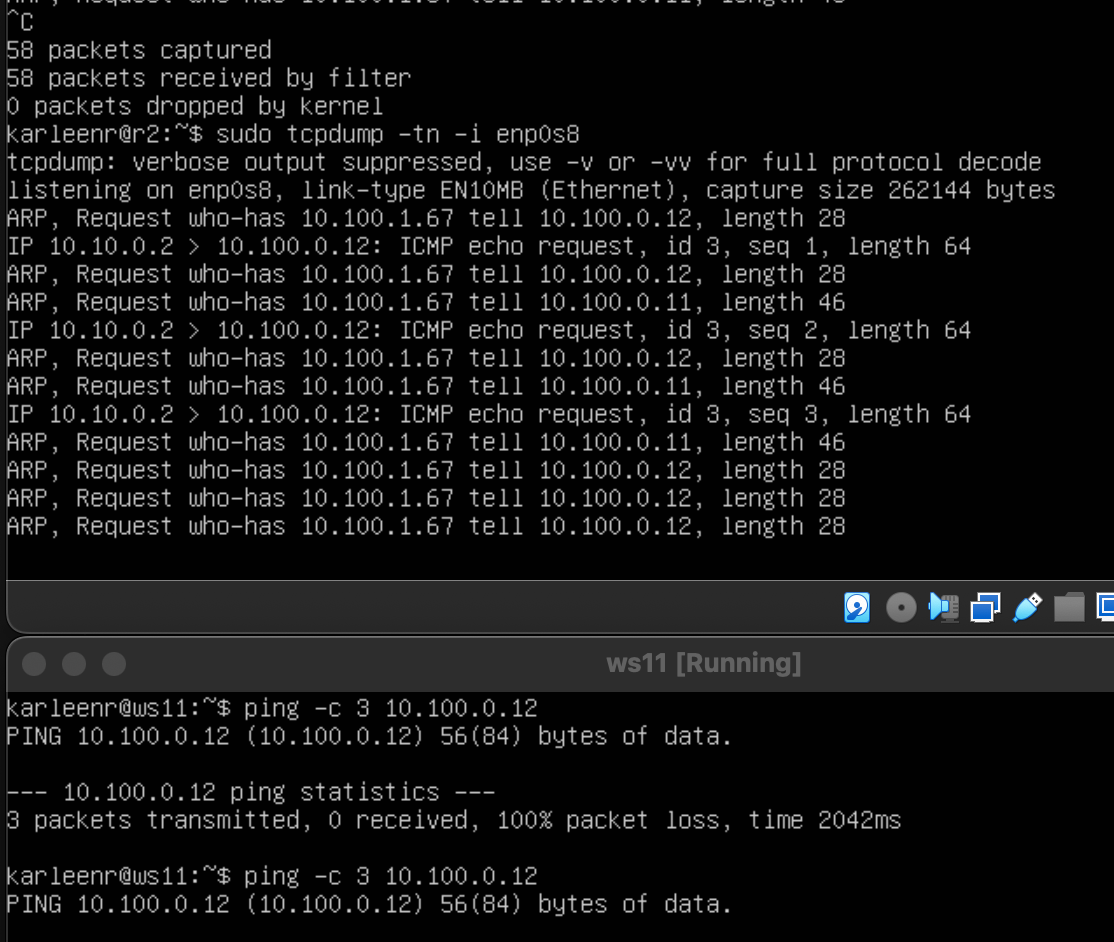 ARP, Request who-has 10.100.1.67 tell 10.100.0.11, length 46
^C
58 packets captured
58 packets received by filter
0 packets dropped by kernel
karleenr@r2:~$ sudo tcpdump -tn -i enp0s8
tcpdump: verbose output suppressed, use -v or -vv for full protocol decode
listening on enp0s8, link-type EN10MB (Ethernet), capture size 262144 bytes
ARP, Request who-has 10.100.1.67 tell 10.100.0.12, length 28
IP 10.10.0.2 > 10.100.0.12: ICMP echo request, id 3, seq 1, length 64
ARP, Request who-has 10.100.1.67 tell 10.100.0.12, length 28
ARP, Request who-has 10.100.1.67 tell 10.100.0.11, length 46
IP 10.10.0.2 > 10.100.0.12: ICMP echo request, id 3, seq 2, length 64
ARP, Request who-has 10.100.1.67 tell 10.100.0.12, length 28
ARP, Request who-has 10.100.1.67 tell 10.100.0.11, length 46
IP 10.10.0.2 > 10.100.0.12: ICMP echo request, id 3, seq 3, length 64
ARP, Request who-has 10.100.1.67 tell 10.100.0.11, length 46
ARP, Request who-has 10.100.1.67 tell 10.100.0.12, length 28
ARP, Request who-has 10.100.1.67 tell 10.100.0.12, length 28
ARP, Request who-has 10.100.1.67 tell 10.100.0.12, length 28
ws11 [Running]
karleenr@ws11:~$ ping -c 3 10.100.0.12
PING 10.100.0.12 (10.100.0.12) 56(84) bytes of data.
--- 10.100.0.12 ping statistics ---
3 packets transmitted, 0 received, 100% packet loss, time 2042ms
karleenr@ws11:~$ ping -c 3 10.100.0.12
PING 10.100.0.12 (10.100.0.12) 56(84) bytes of data.